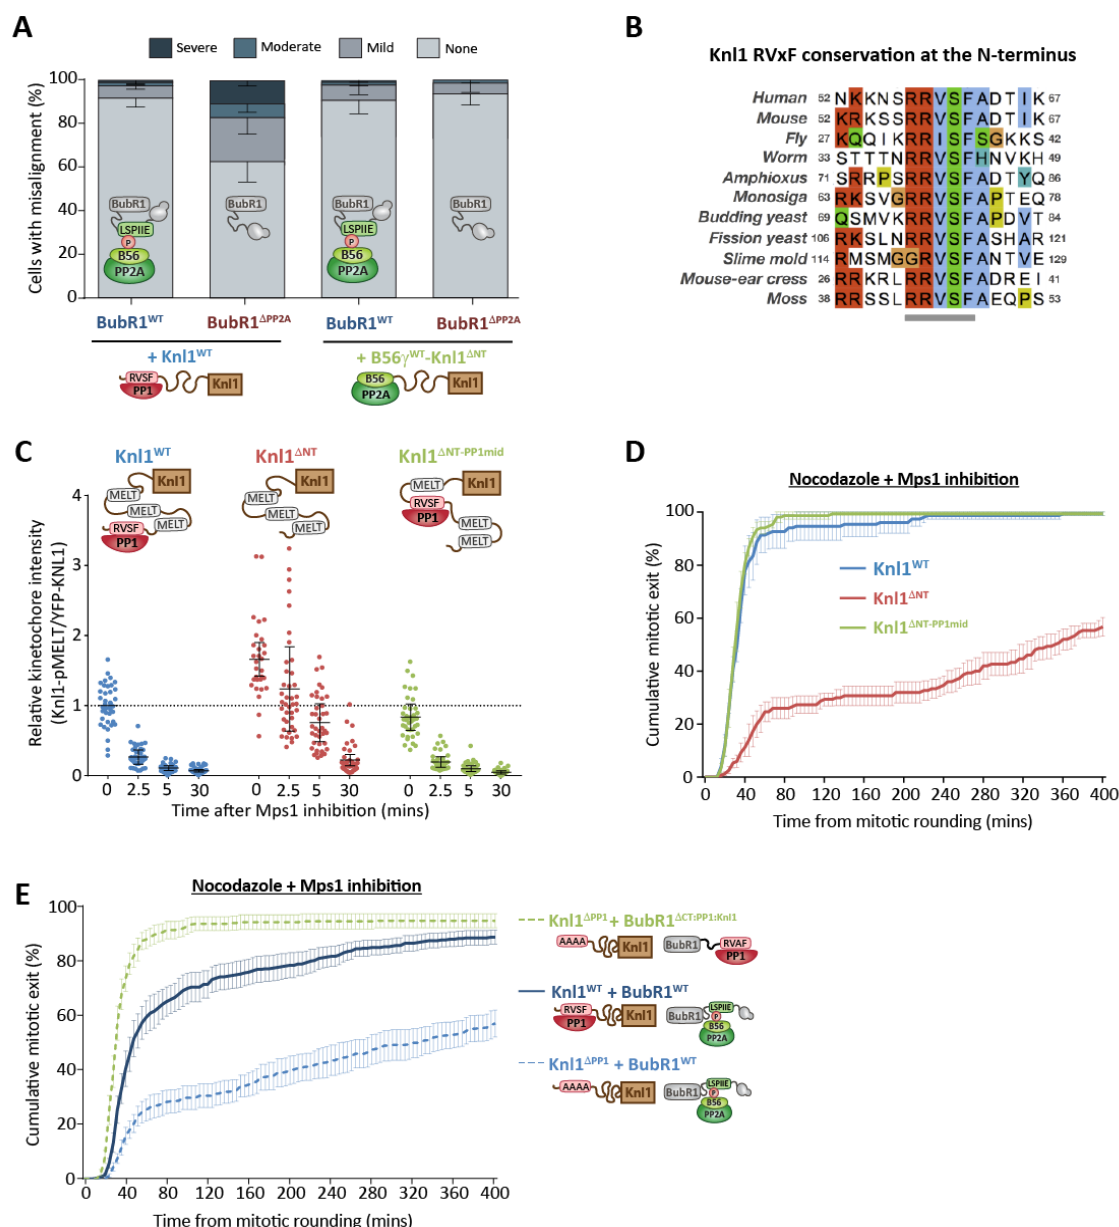 A
Severe Moderate Mild None
Cells with misalignment (%)
100
80
60
40
20
0
BubR1
LSPIIE
P
B56
PP2A
BubR1
BubR1
LSPIIE
P
B56
PP2A
BubR1
BubR1WT BubR1ΔPP2A BubR1WT BubR1ΔPP2A
+ Knl1WT + B56γWT-Knl1ΔNT
RVSF PP1 Knl1
B56 PP2A Knl1
B
Knl1 RVxF conservation at the N-terminus
Human 52 NKKNSRRVSFADTIK 67
Mouse 52 KRKSSRRVSFADTIK 67
Fly 27 KQQIKRRISFSGKKS 42
Worm 33 STTTNRRVSFHNVKH 49
Amphioxus 71 SRRPSRRVSFADTYQ 86
Monosiga 63 RKSVGRRVSFAPTEQ 78
Budding yeast 69 QSMVKRRVSFAPDVT 84
Fission yeast 106 RKSLNRRVSFASHAR 121
Slime mold 114 RMSMGGRVSFANTVE 129
Mouse-ear cress 26 RRKRLRRVSFADREI 41
Moss 38 RRSSLRRVSFAEQPS 53
C
Knl1WT Knl1ΔNT Knl1ΔNT-PP1mid
Knl1
MELT
MELT
MELT
RVSF
PP1
Knl1
MELT
MELT
MELT
Knl1
MELT
RVSF
PP1
MELT
MELT
Relative kinetochore intensity
(Knl1-pMELT/YFP-KNL1)
4
3
2
1
0
0 2.5 5 30 0 2.5 5 30 0 2.5 5 30
Time after Mps1 inhibition (mins)
D
Nocodazole + Mps1 inhibition
Cumulative mitotic exit (%)
100
80
60
40
20
0
Knl1WT
Knl1ΔNT
Knl1ΔNT-PP1mid
0 40 80 120 160 200 240 280 320 360 400
Time from mitotic rounding (mins)
E
Nocodazole + Mps1 inhibition
Cumulative mitotic exit (%)
100
80
60
40
20
0
0 40 80 120 160 200 240 280 320 360 400
Time from mitotic rounding (mins)
Knl1ΔPP1 + BubR1ΔCT:PP1:Knl1
AAAA Knl1 BubR1 RVAF PP1
Knl1WT + BubR1WT
RVSF PP1 Knl1 BubR1 LSPIIE P B56 PP2A
Knl1ΔPP1 + BubR1WT
AAAA Knl1 BubR1 LSPIIE P B56 PP2A